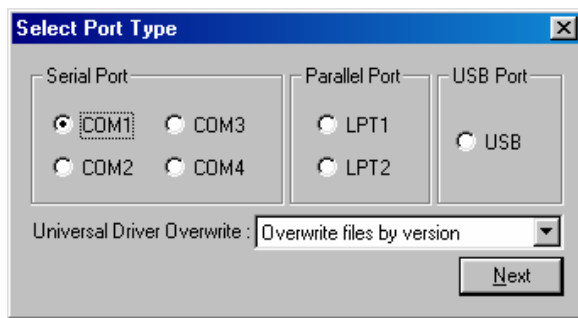 Select Port Type
Serial Port
Parallel Port
USB Port
COM1
COM3
LPT1
USB
COM2
COM4
LPT2
Universal Driver Overwrite : Overwrite files by version
Next